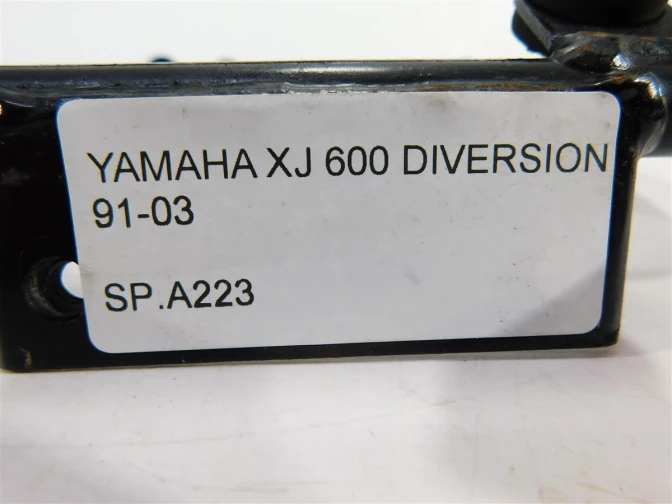 YAMAHA XJ 600 DIVERSION
91-03
SP.A223